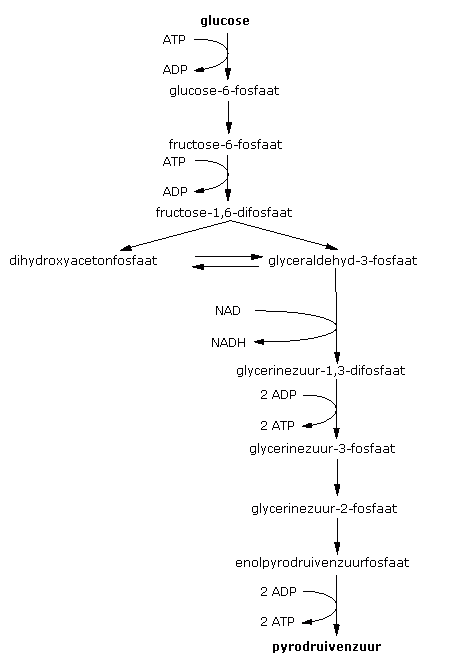 glucose
ATP
ADP
glucose-6-fosfaat
fructose-6-fosfaat
ATP
ADP
fructose-1,6-difosfaat
dihydroxyacetonfosfaat
glyceraldehyd-3-fosfaat
NAD
NADH
glycerinezuur-1,3-difosfaat
2 ADP
2 ATP
glycerinezuur-3-fosfaat
glycerinezuur-2-fosfaat
enolpyrodruivenzuurfosfaat
2 ADP
2 ATP
pyrodruivenzuur